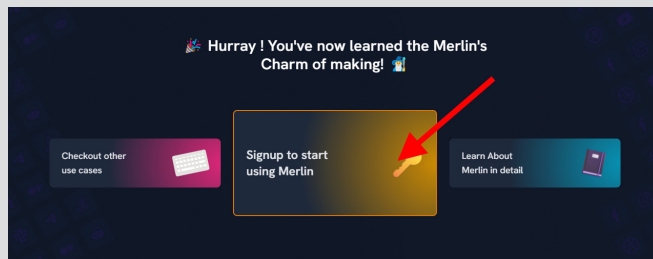 Hurray ! You've now learned the Merlin's
Charm of making!
Checkout other
use cases
Signup to start
using Merlin
Learn About
Merlin in detail